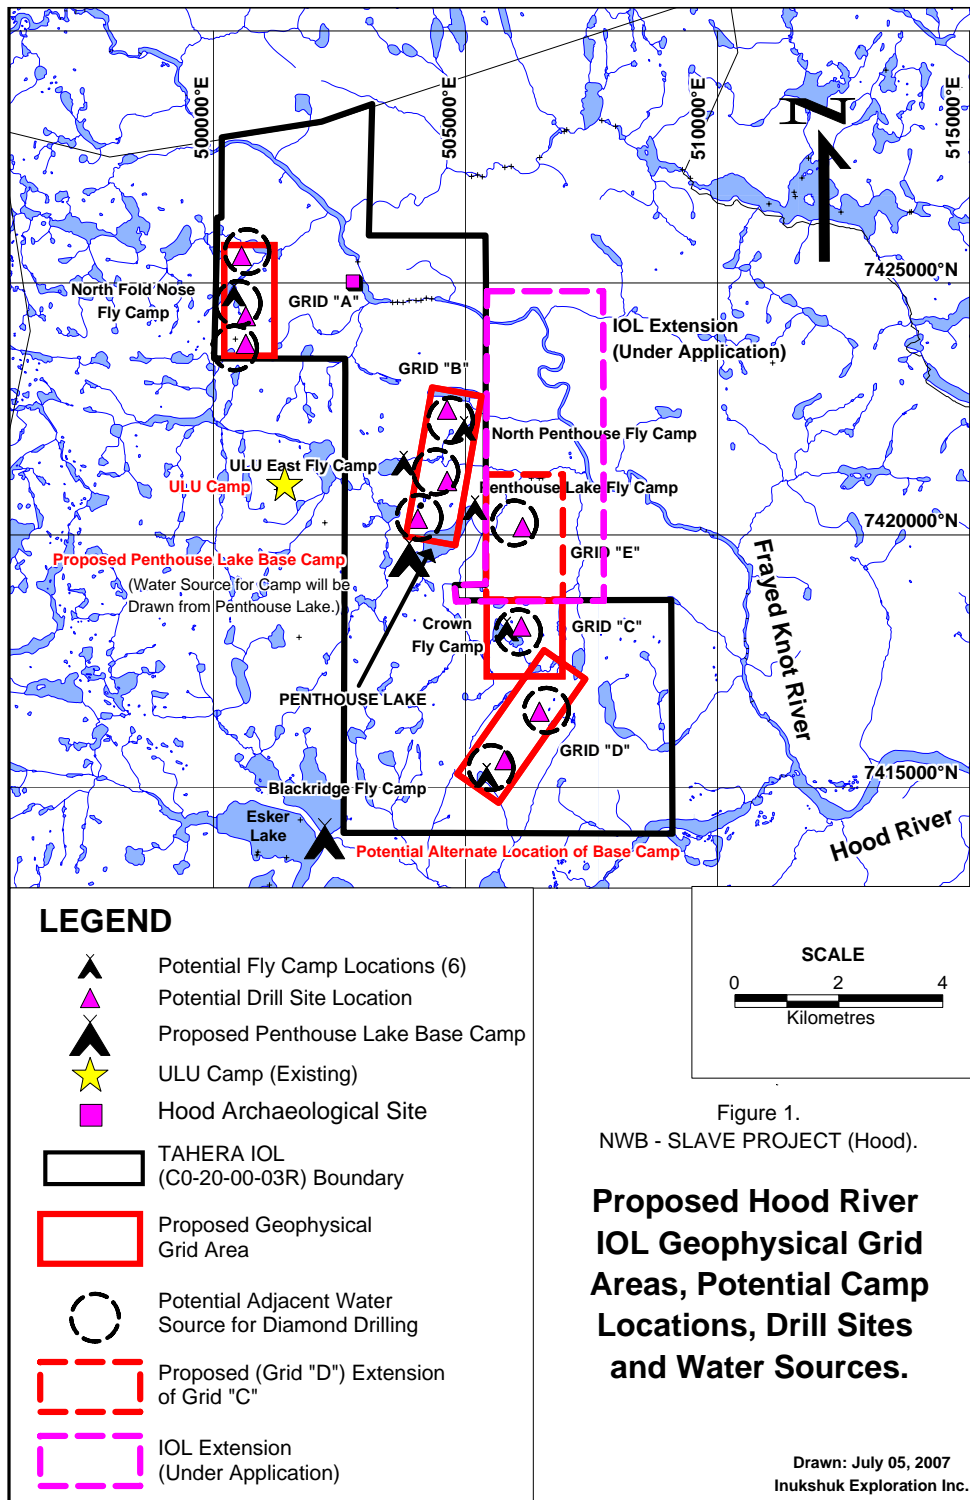 500000°E
505000°E
510000°E
515000°E
N
7425000°N
North Fold Nose
Fly Camp
GRID "A"
IOL Extension
(Under Application)
GRID "B"
North Penthouse Fly Camp
ULU East Fly Camp
ULU Camp
Penthouse Lake Fly Camp
7420000°N
Proposed Penthouse Lake Base Camp
(Water Source for Camp will be
Drawn from Penthouse Lake.)
GRID "E"
Frayed Knot River
Crown
Fly Camp
GRID "C"
PENTHOUSE LAKE
GRID "D"
7415000°N
Blackridge Fly Camp
Esker
Lake
Potential Alternate Location of Base Camp
Hood River
LEGEND
Potential Fly Camp Locations (6)
Potential Drill Site Location
Proposed Penthouse Lake Base Camp
ULU Camp (Existing)
Hood Archaeological Site
TAHERA IOL
(C0-20-00-03R) Boundary
Proposed Geophysical
Grid Area
Potential Adjacent Water
Source for Diamond Drilling
Proposed (Grid "D") Extension
of Grid "C"
IOL Extension
(Under Application)
SCALE
0 2 4
Kilometres
Figure 1.
NWB - SLAVE PROJECT (Hood).
Proposed Hood River
IOL Geophysical Grid
Areas, Potential Camp
Locations, Drill Sites
and Water Sources.
Drawn: July 05, 2007
Inukshuk Exploration Inc.